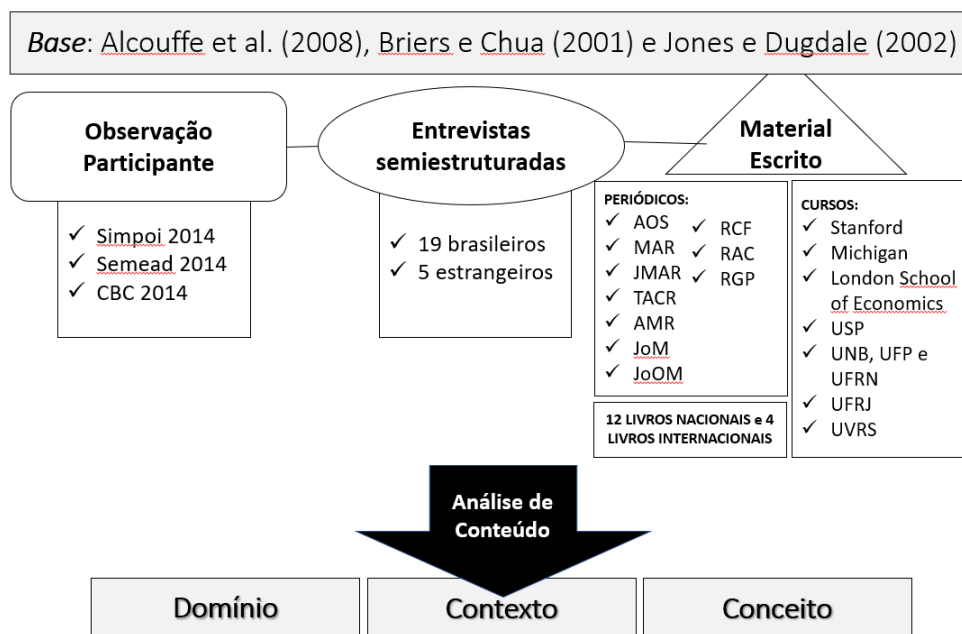 Base: Alcouffe et al. (2008), Briers e Chua (2001) e Jones e Dugdale (2002)
Observação
Participante
Simpoi 2014
Semead 2014
CBC 2014
Entrevistas
semiestruturadas
19 brasileiros
5 estrangeiros
Material
Escrito
PERIÓDICOS:
AOS
MAR
JMAR
TACR
AMR
JoM
JoOM
RCF
RAC
RGP
12 LIVROS NACIONAIS e 4
LIVROS INTERNACIONAIS
CURSOS:
Stanford
Michigan
London School
of Economics
USP
UNB, UFP e
UFRN
UFRJ
UVRS
Análise de
Conteúdo
Domínio
Contexto
Conceito